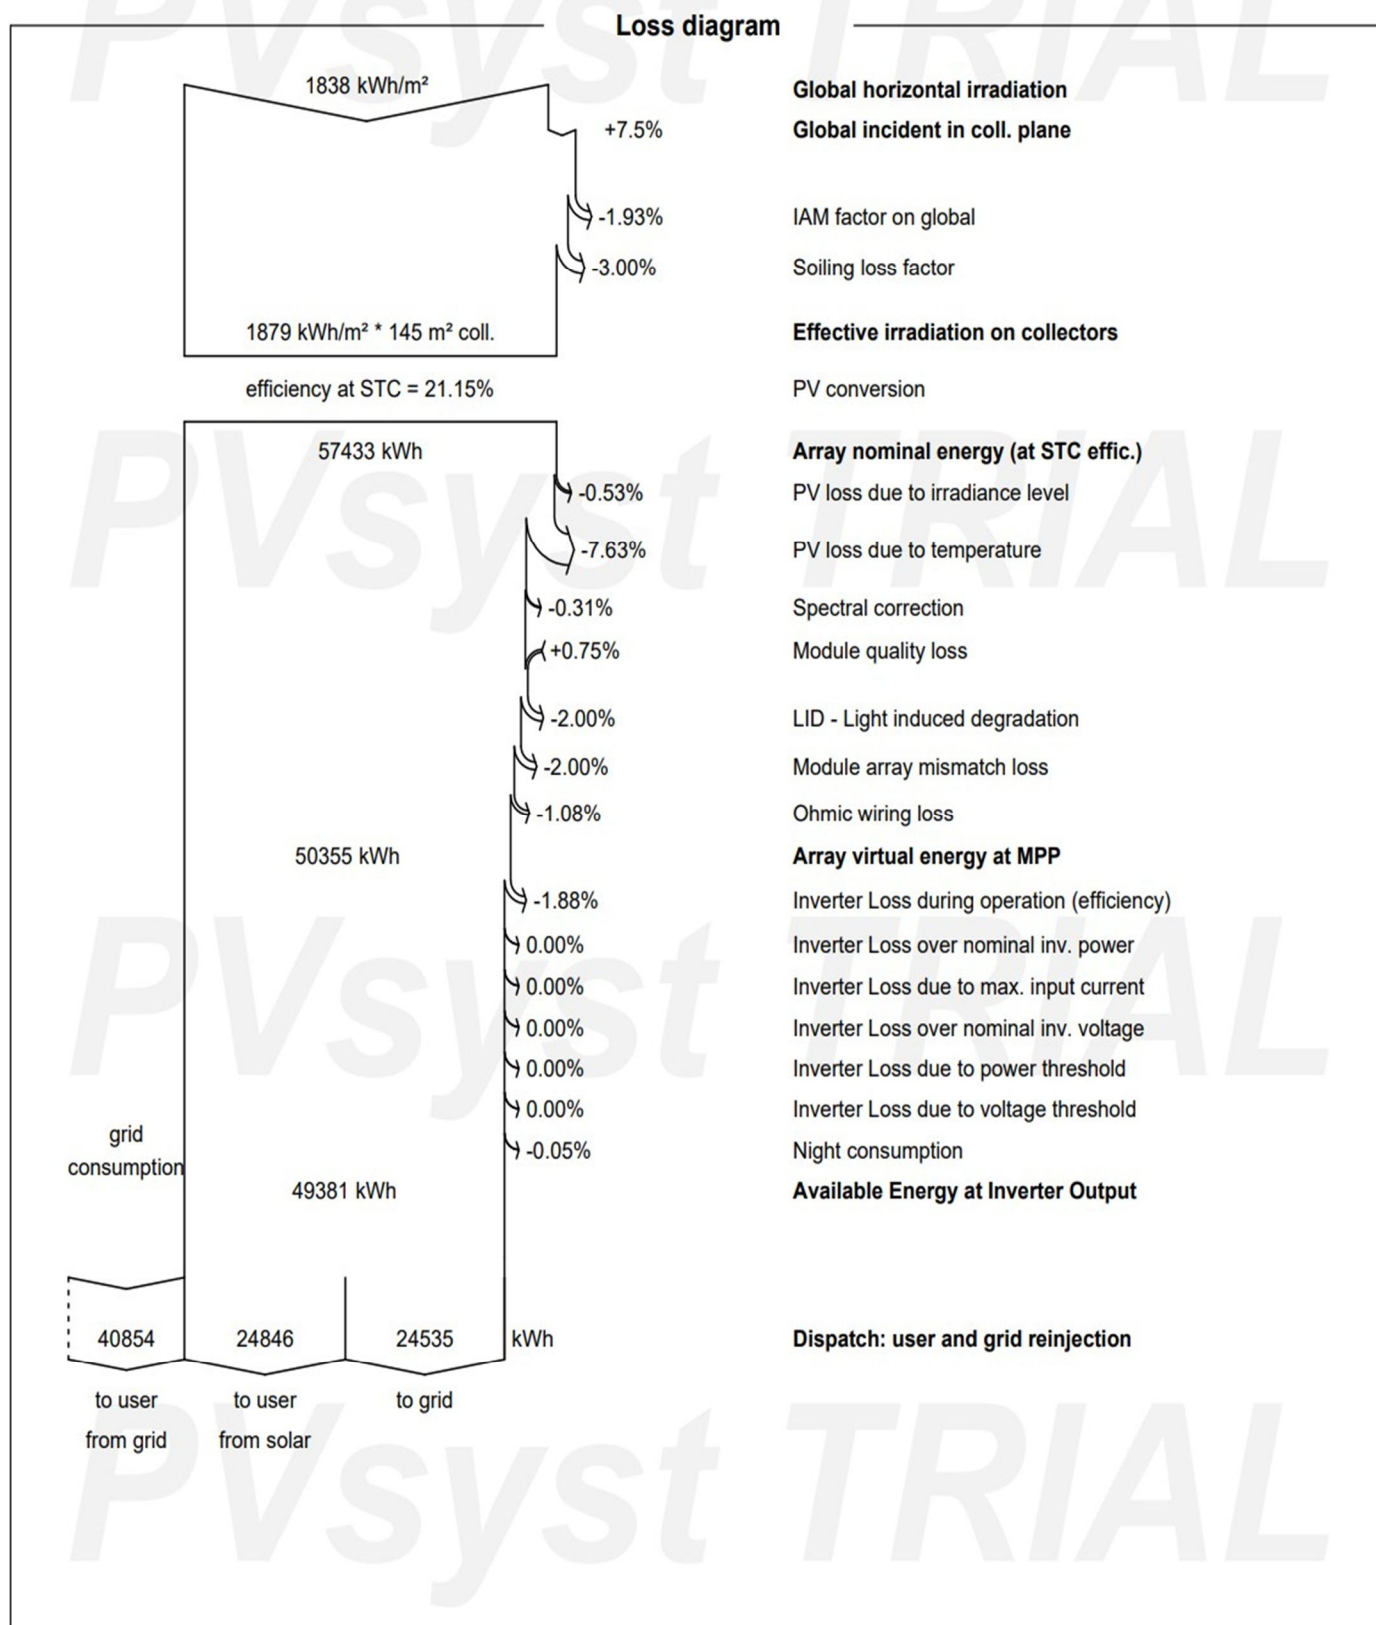 Loss diagram
1838 kWh/m² Global horizontal irradiation
+7.5% Global incident in coll. plane
-1.93% IAM factor on global
-3.00% Soiling loss factor
1879 kWh/m² * 145 m² coll. Effective irradiation on collectors
efficiency at STC = 21.15% PV conversion
57433 kWh Array nominal energy (at STC effic.)
-0.53% PV loss due to irradiance level
-7.63% PV loss due to temperature
-0.31% Spectral correction
+0.75% Module quality loss
-2.00% LID - Light induced degradation
-2.00% Module array mismatch loss
-1.08% Ohmic wiring loss
50355 kWh Array virtual energy at MPP
-1.88% Inverter Loss during operation (efficiency)
0.00% Inverter Loss over nominal inv. power
0.00% Inverter Loss due to max. input current
0.00% Inverter Loss over nominal inv. voltage
0.00% Inverter Loss due to power threshold
0.00% Inverter Loss due to voltage threshold
grid
consumption
-0.05% Night consumption
49381 kWh Available Energy at Inverter Output
40854 24846 24535 kWh Dispatch: user and grid reinjection
to user to user to grid
from grid from solar
PVsyst TRIAL
PVsyst TRIAL
PVsyst TRIAL
PVsyst TRIAL